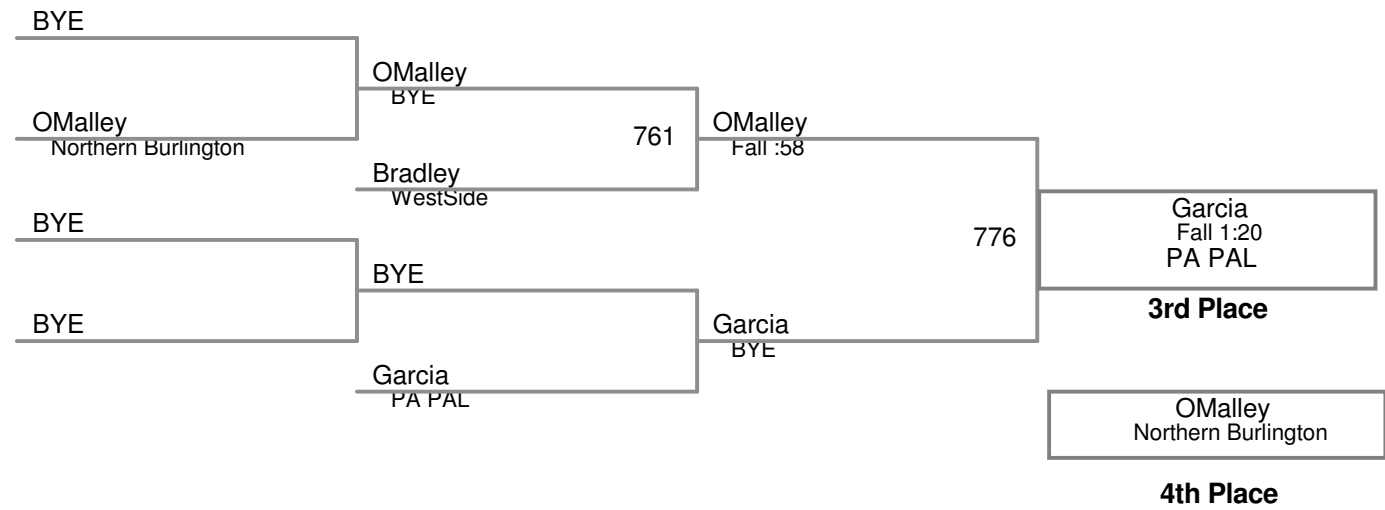 BYE
OMalley
BYE
OMalley
Northern Burlington
761
OMalley
Fall :58
Bradley
WestSide
BYE
776
Garcia
Fall 1:20
PA PAL
BYE
3rd Place
BYE
Garcia
BYE
Garcia
PA PAL
OMalley
Northern Burlington
4th Place